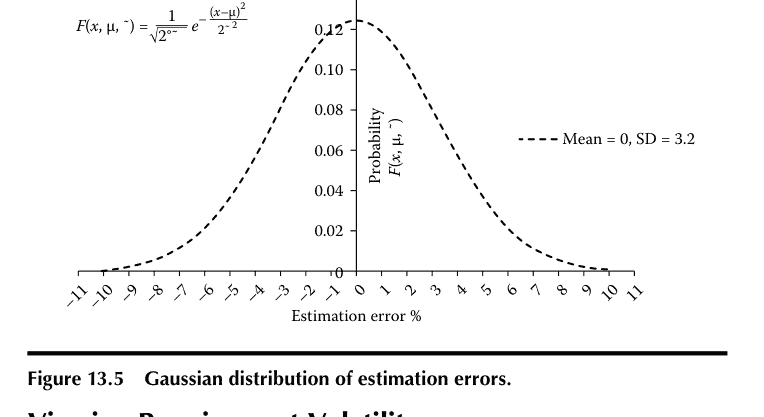 F(x, μ, ˜) = 1/√2°˜ e^−(x−μ)²/2˜²
0.12
0.10
0.08
0.06
0.04
0.02
0
Probability
F(x, μ, ˜)
Mean = 0, SD = 3.2
−11 −10 −9 −8 −7 −6 −5 −4 −3 −2 −1 0 1 2 3 4 5 6 7 8 9 10 11
Estimation error %
Figure 13.5 Gaussian distribution of estimation errors.